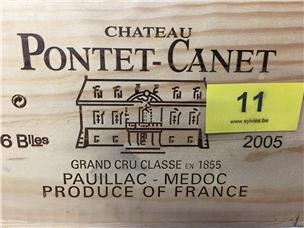 CHATEAU
PONTET-CANET
11
www.sylvies.be
6 Blles
2005
GRAND CRU CLASSE EN 1855
PAUILLAC - MEDOC
PRODUCE OF FRANCE